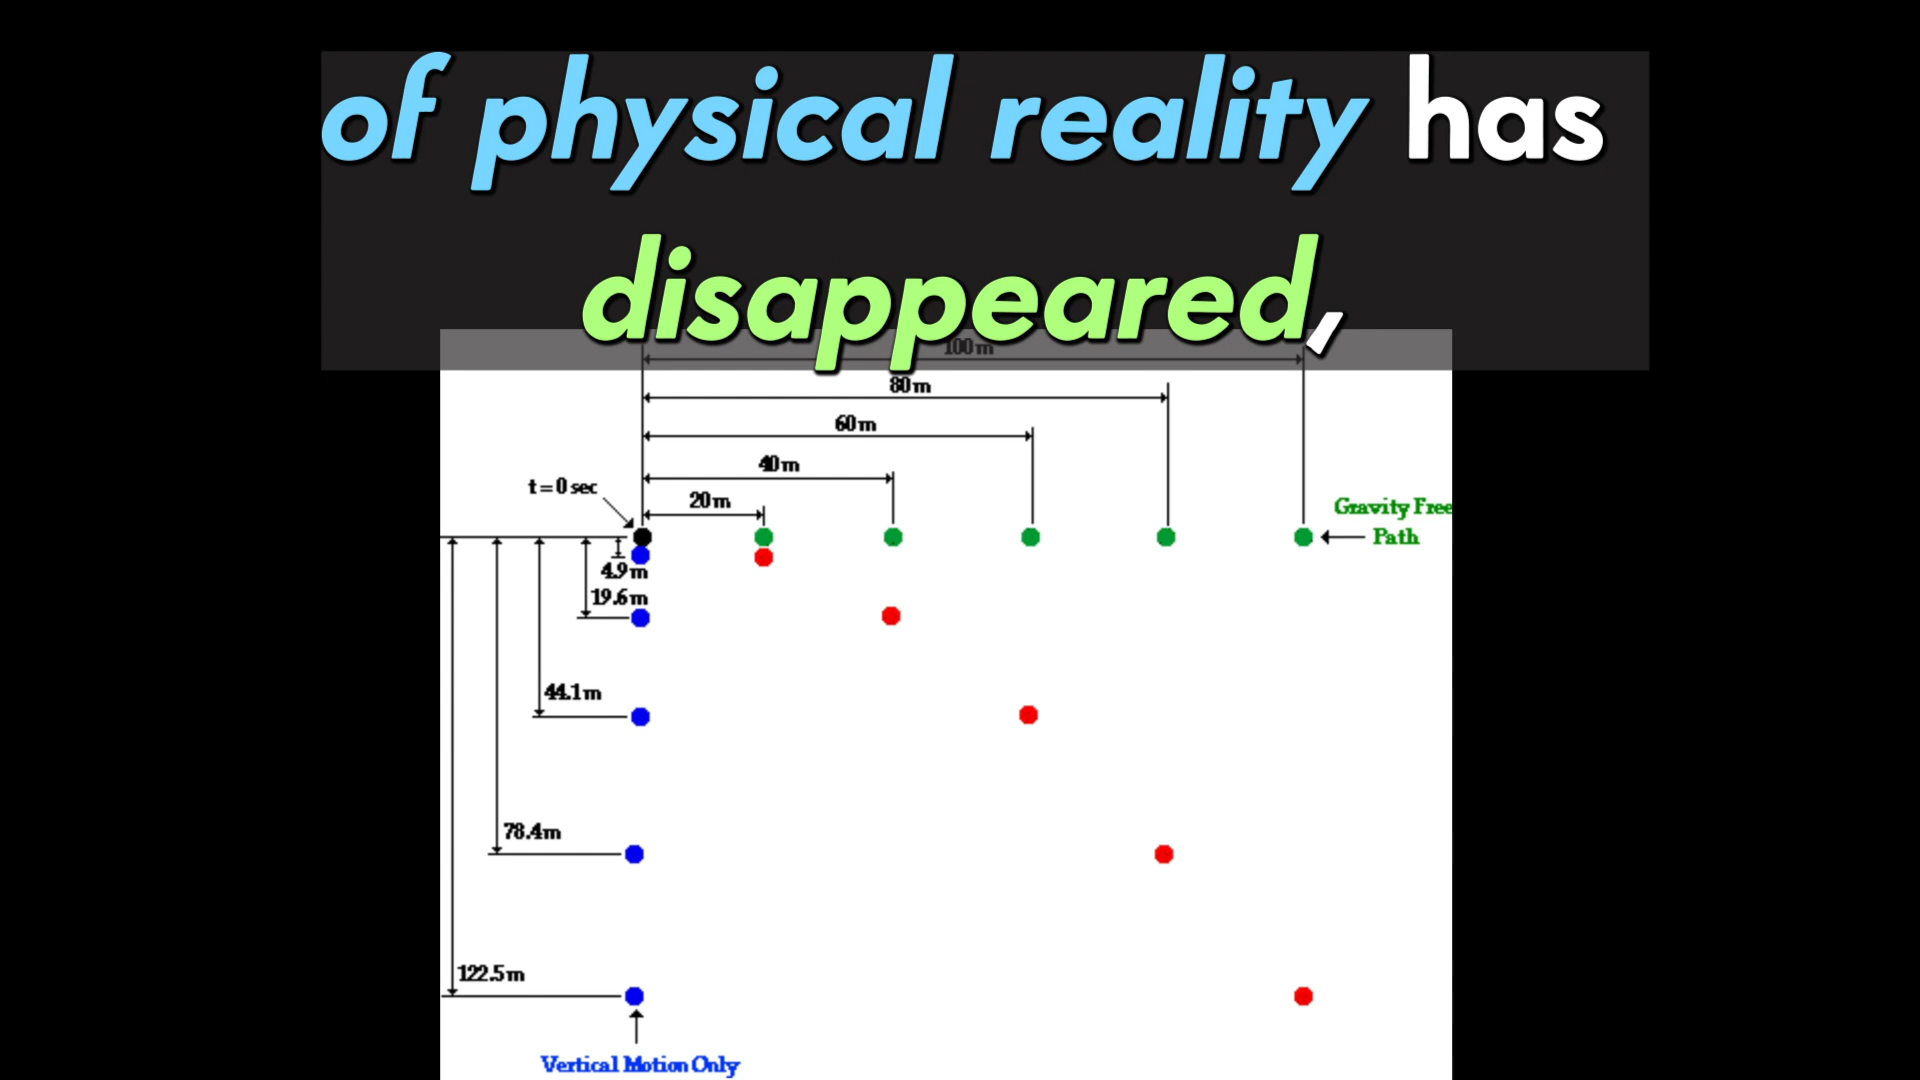 of physical reality has
disappeared,
100 m
80 m
60 m
40 m
t = 0 sec
20 m
Gravity Free
Path
4.9 m
19.6 m
44.1 m
78.4 m
122.5 m
Vertical Motion Only